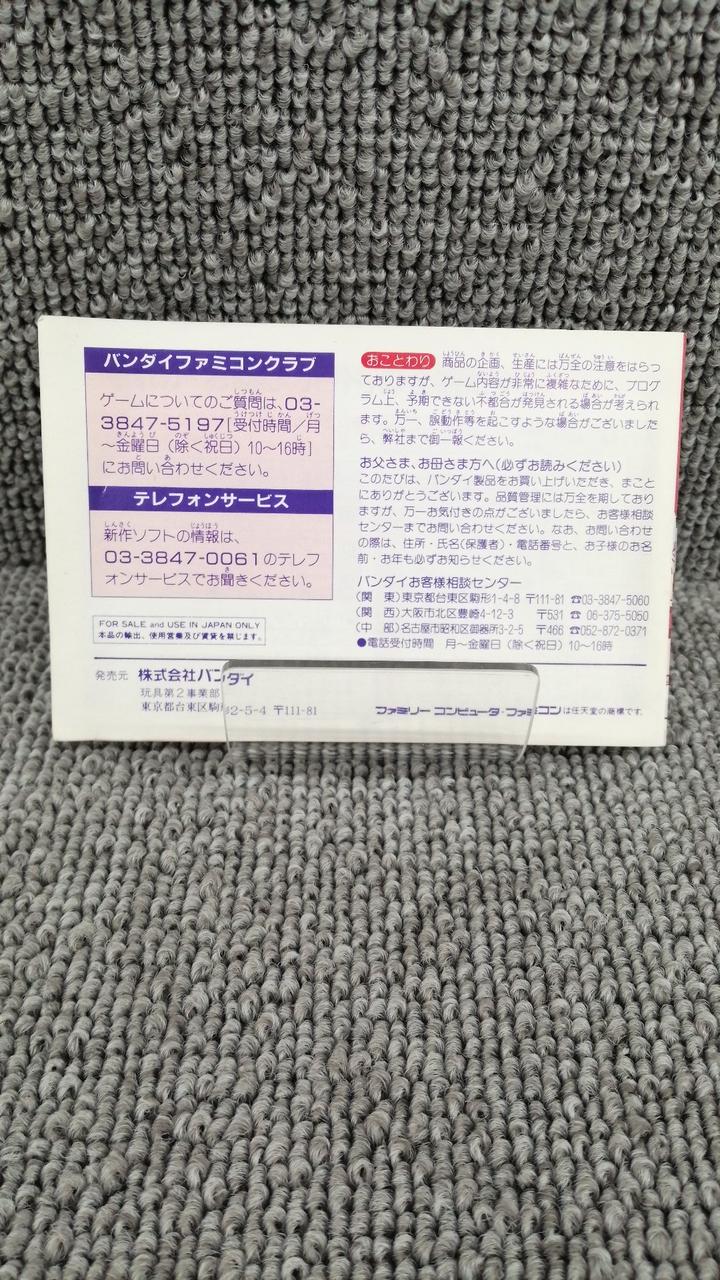 バンダイファミコンクラブ
ゲームについてのご質問は、03-
3847-5197[受付時間／月
～金曜日（除く祝日）10～16時]
にお問い合わせください。
テレフォンサービス
新作ソフトの情報は、
03-3847-0061のテレフ
ォンサービスでお聞きください。
FOR SALE and USE IN JAPAN ONLY
本品の輸出、使用営業及び賃貸を禁じます。
おことわり 商品の企画、生産には万全の注意をはらっ
ておりますが、ゲーム内容が非常に複雑なために、プログ
ラム上、予期できない不都合が発見される場合が考えられ
ます。万一、誤動作等を起こすような場合がございました
ら、弊社まで御一報ください。
お父さま、お母さま方へ（必ずお読みください）
このたびは、バンダイ製品をお買い上げいただき、まこと
にありがとうございます。品質管理には万全を期しており
ますが、万一お気付きの点がございましたら、お客様相談
センターまでお問い合わせください。なお、お問い合わせ
の際は、住所・氏名（保護者）・電話番号と、お子様のお名
前・お年も必ずお知らせください。
バンダイお客様相談センター
（関　東）東京都台東区駒形1-4-8 〒111-81 ☎03-3847-5060
（関　西）大阪市北区豊崎4-12-3 〒531 ☎06-375-5050
（中　部）名古屋市昭和区御器所3-2-5 〒466 ☎052-872-0371
●電話受付時間　月～金曜日（除く祝日）10～16時
発売元 株式会社バンダイ
玩具第2事業部
東京都台東区駒形2-5-4 〒111-81
ファミリーコンピュータ・ファミコンは任天堂の商標です。